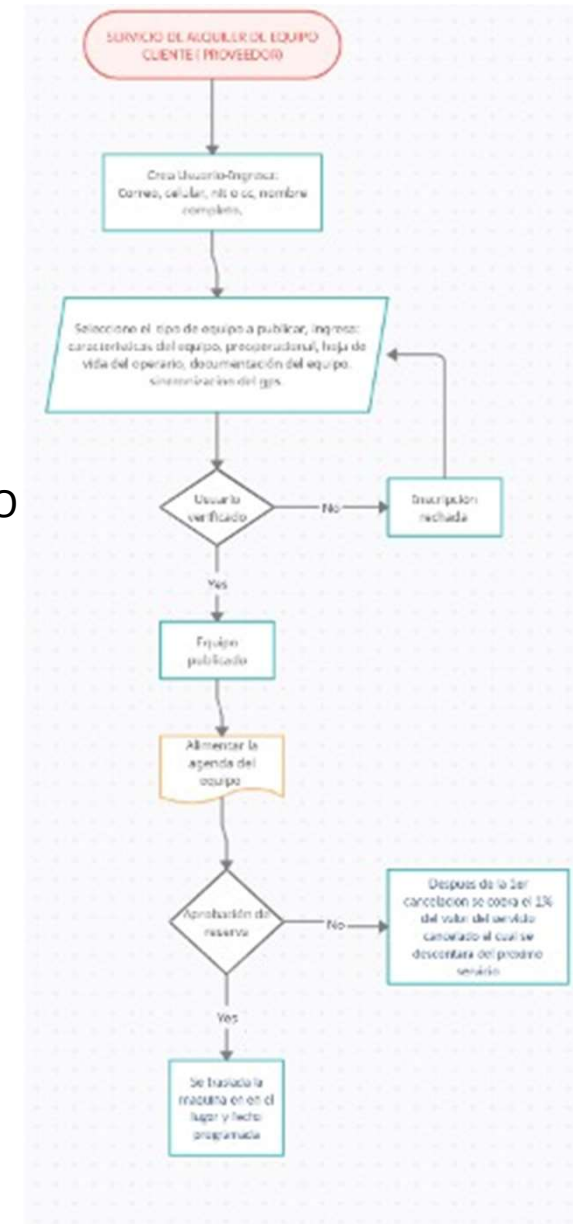 SERVICIO DE ALQUILER DE EQUIPO
CLIENTE ( PROVEEDOR)
Crea Usuario-Ingresa:
Correo, celular, nit o cc, nombre
completo.
Seleccione el tipo de equipo a publicar, ingresa:
características del equipo, preoperacional, hoja de
vida del operario, documentación del equipo,
sincronizacion del gps
o
Usuario
verificado
No
Inscripción
rechada
Yes
Equipo
publicado
Alimentar la
agenda del
equipo
Aprobación de
reserva
No
Despues de la 1er
cancelacion se cobra el 1%
del valor del servicio
cancelado el cual se
descontara del proximo
servicio
Yes
Se traslada la
maquina en en el
lugar y fecha
programada